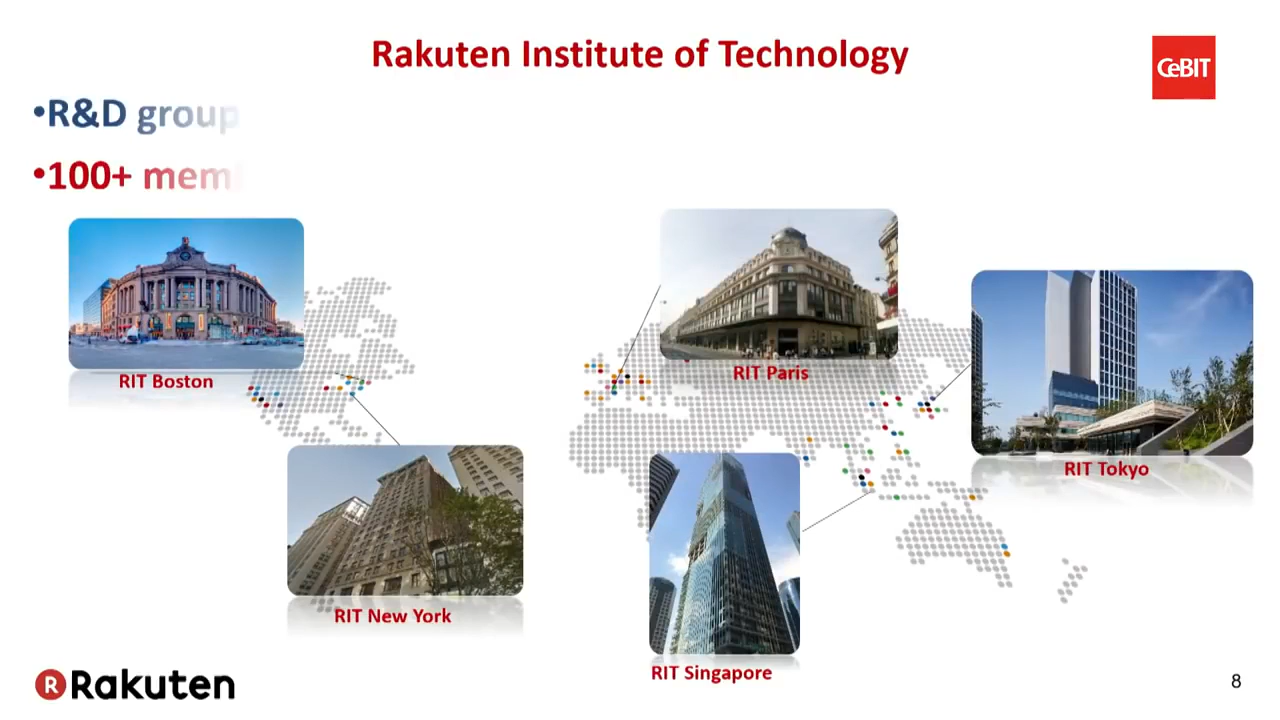 Rakuten Institute of Technology
CeBIT
•R&D group
•100+
RIT Boston
RIT Paris
RIT Tokyo
RIT New York
RIT Singapore
R Rakuten
8